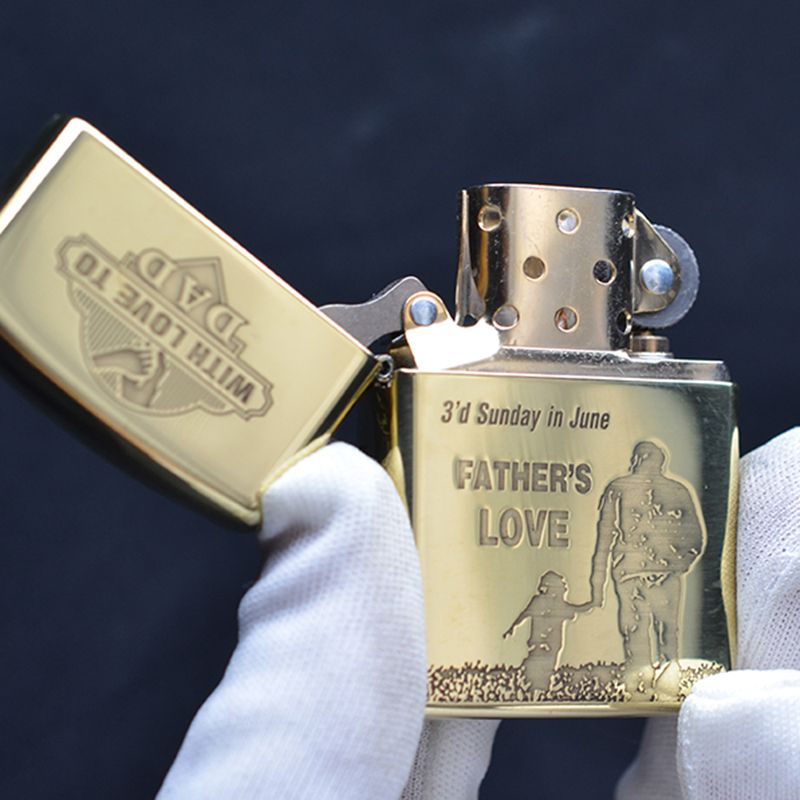 DAD
WITH LOVE TO
3'd Sunday in June
FATHER'S
LOVE